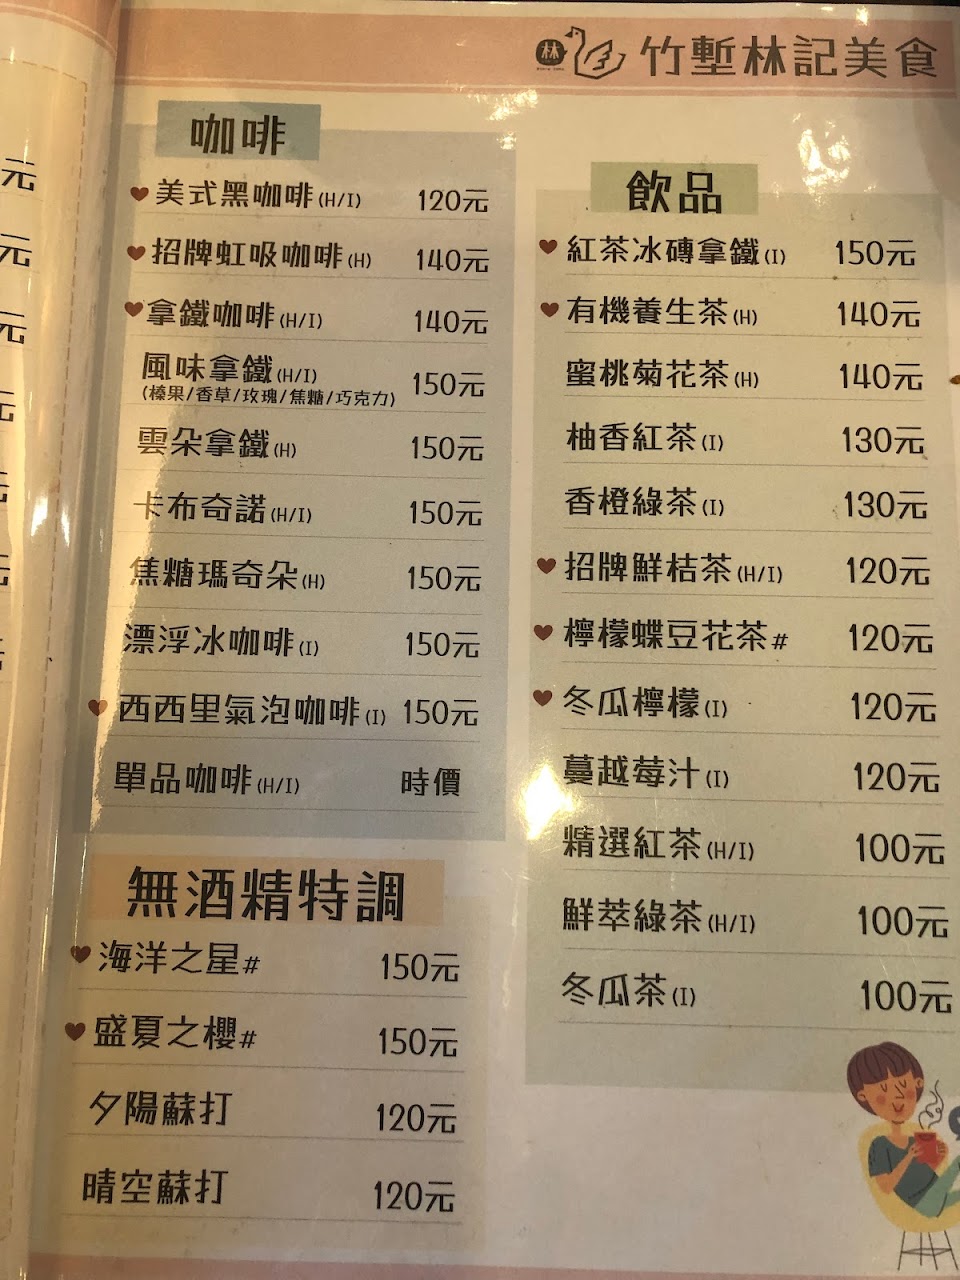 林
竹塹林記美食
咖啡
美式黑咖啡(H/I) 120元
招牌虹吸咖啡(H) 140元
拿鐵咖啡(H/I) 140元
風味拿鐵(H/I) 150元
(榛果/香草/玫瑰/焦糖/巧克力)
雲朵拿鐵(H) 150元
卡布奇諾(H/I) 150元
焦糖瑪奇朵(H) 150元
漂浮冰咖啡(I) 150元
西西里氣泡咖啡(I) 150元
單品咖啡(H/I) 時價
無酒精特調
海洋之星# 150元
盛夏之櫻# 150元
夕陽蘇打 120元
晴空蘇打 120元
飲品
紅茶冰磚拿鐵(I) 150元
有機養生茶(H) 140元
蜜桃菊花茶(H) 140元
柚香紅茶(I) 130元
香橙綠茶(I) 130元
招牌鮮桔茶(H/I) 120元
檸檬蝶豆花茶# 120元
冬瓜檸檬(I) 120元
蔓越莓汁(I) 120元
精選紅茶(H/I) 100元
鮮萃綠茶(H/I) 100元
冬瓜茶(I) 100元
元
元
元